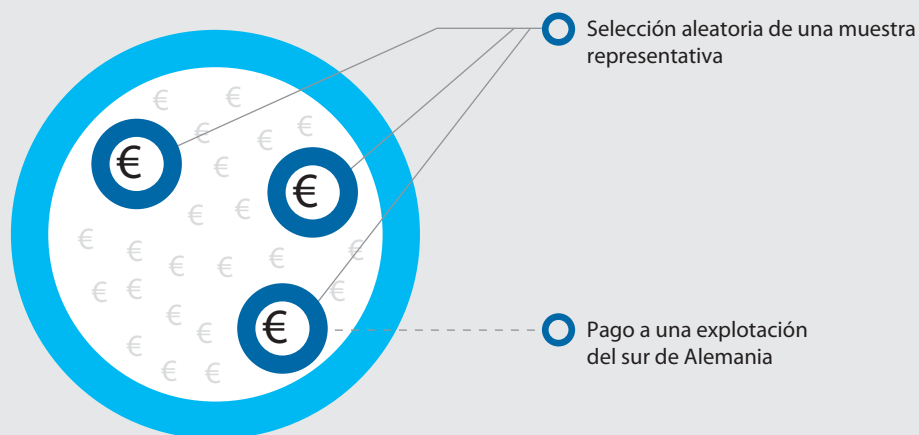 Selección aleatoria de una muestra
representativa
€ €
€ € €
€ € €
€ €
€ € €
€ € €
€ € € €
€ € €
€ €
€ € €
Pago a una explotación
del sur de Alemania